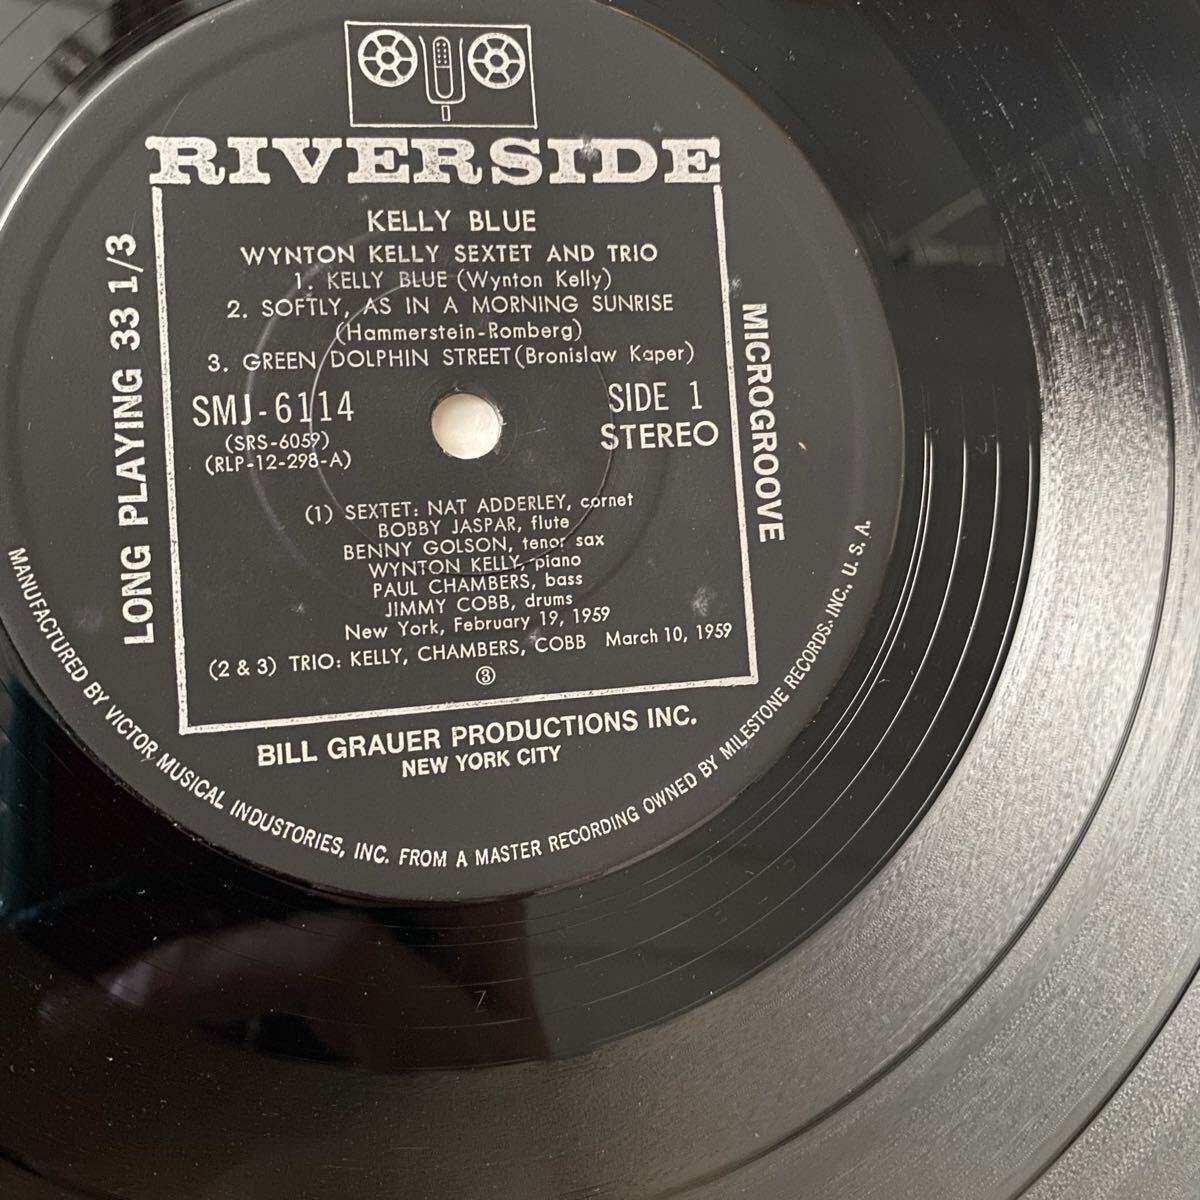 RIVERSIDE
KELLY BLUE
WYNTON KELLY SEXTET AND TRIO
1. KELLY BLUE (Wynton Kelly)
2. SOFTLY, AS IN A MORNING SUNRISE
(Hammerstein-Romberg)
3. GREEN DOLPHIN STREET (Bronislaw Kaper)
SMJ-6114
(SRS-6059)
(RLP-12-298-A)
SIDE 1
STEREO
(1) SEXTET: NAT ADDERLEY, cornet
BOBBY JASPAR, flute
BENNY GOLSON, tenor sax
WYNTON KELLY, piano
PAUL CHAMBERS, bass
JIMMY COBB, drums
New York, February 19, 1959
(2 & 3) TRIO: KELLY, CHAMBERS, COBB March 10, 1959
③
LONG PLAYING 33 1/3
MICROGROOVE
BILL GRAUER PRODUCTIONS INC.
NEW YORK CITY
MANUFACTURED BY VICTOR MUSICAL INDUSTORIES, INC. FROM A MASTER RECORDING OWNED BY MILESTONE RECORDS, INC., U. S. A.